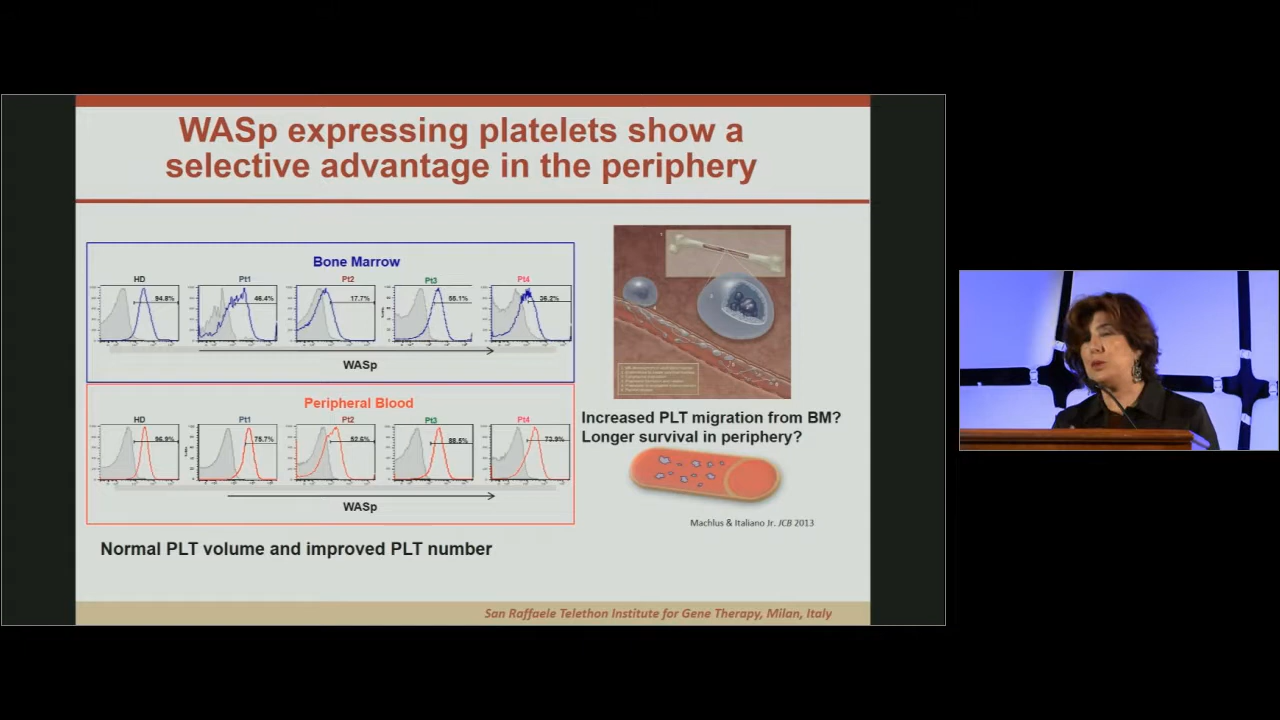 WASp expressing platelets show a
selective advantage in the periphery
Bone Marrow
HD Pt1 Pt2 Pt3 Pt4
94.8% 46.4% 17.7% 55.1% 36.2%
WASp
Peripheral Blood
HD Pt1 Pt2 Pt3 Pt4
96.9% 75.7% 52.6% 88.5% 73.9%
WASp
Normal PLT volume and improved PLT number
Increased PLT migration from BM?
Longer survival in periphery?
Machlus & Italiano Jr. JCB 2013
San Raffaele Telethon Institute for Gene Therapy, Milan, Italy